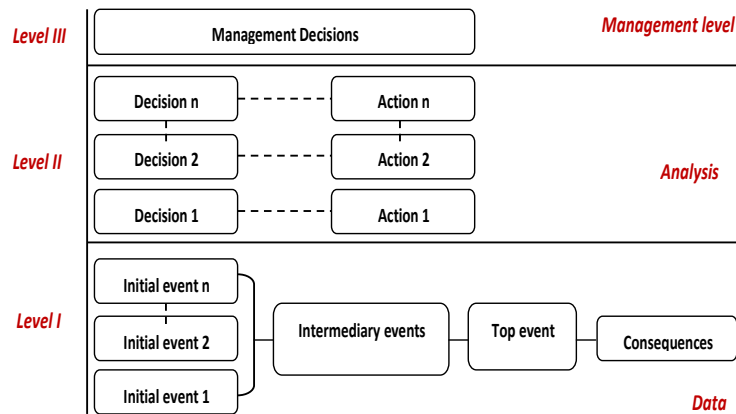 Level III
Management Decisions
Management level
Decision n
Action n
Level II
Decision 2
Action 2
Analysis
Decision 1
Action 1
Initial event n
Level I
Initial event 2
Intermediary events
Top event
Consequences
Initial event 1
Data